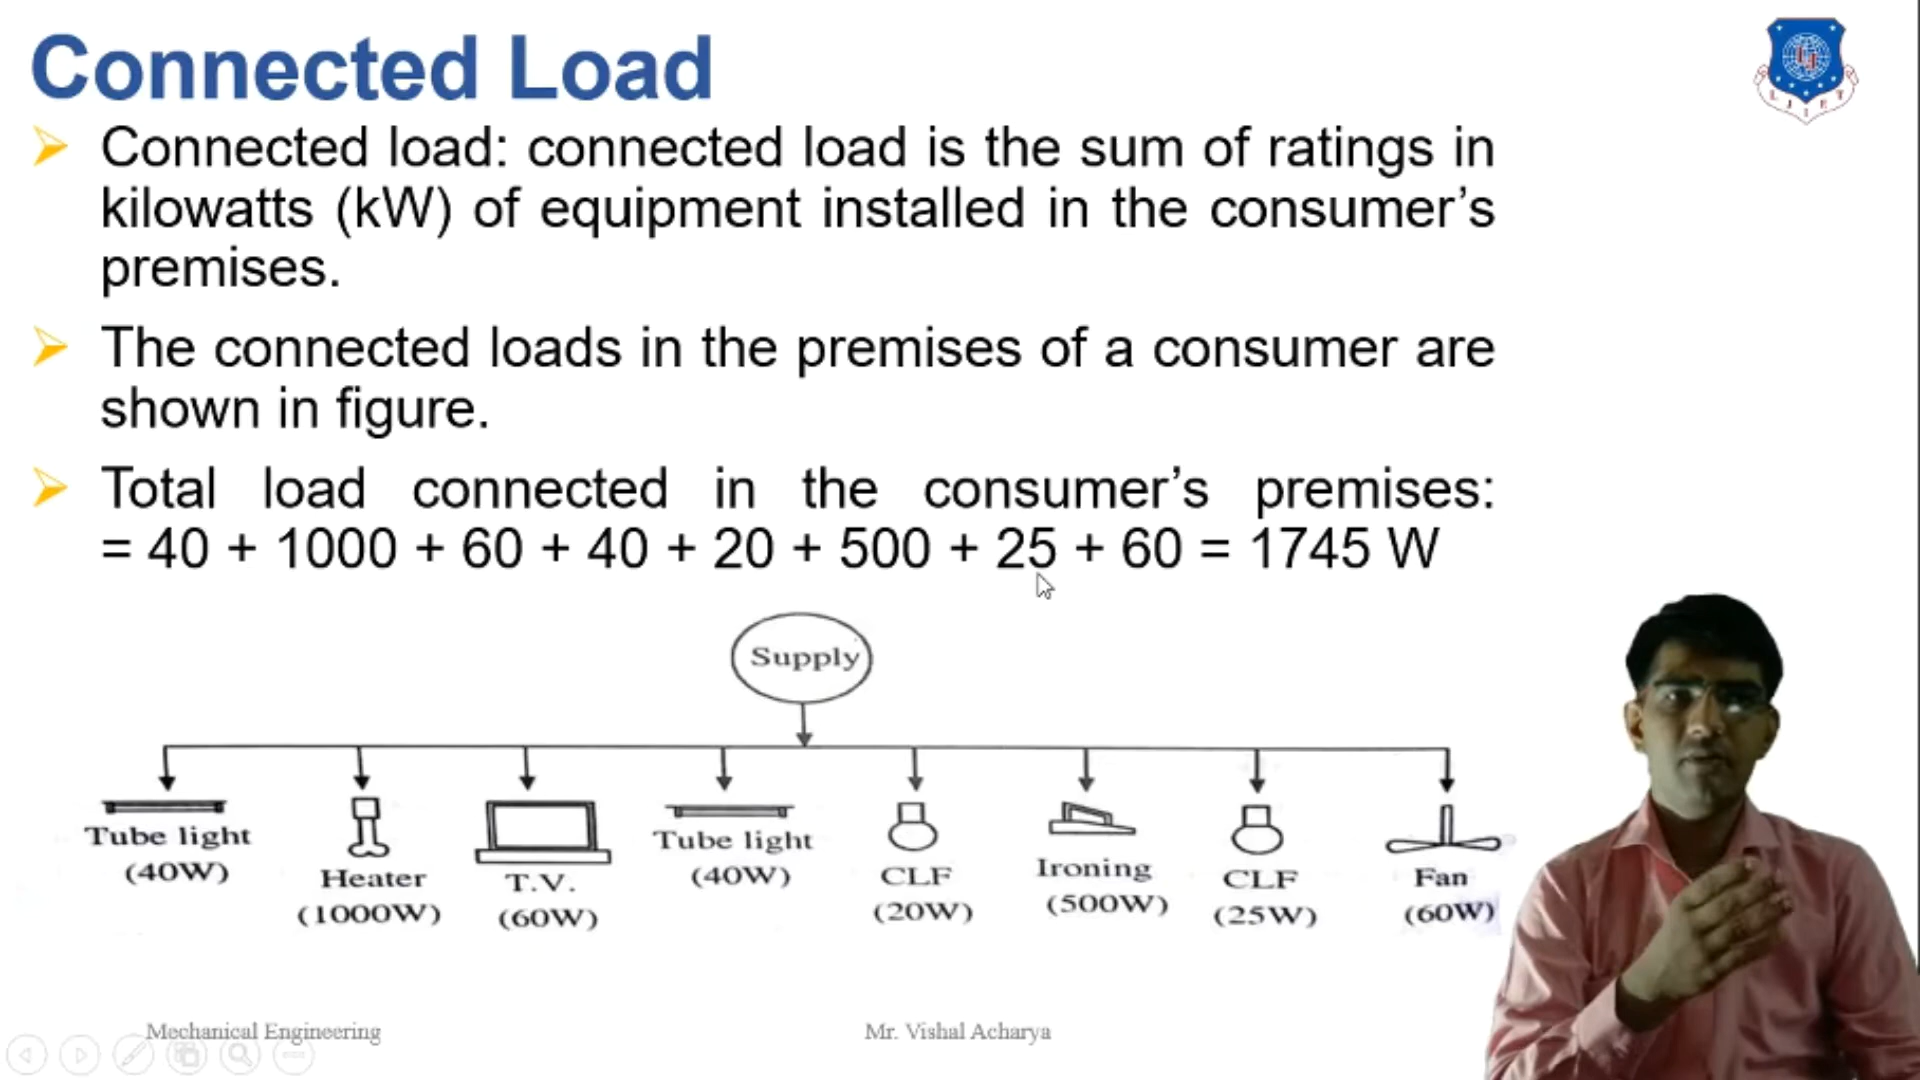 Connected Load
Connected load: connected load is the sum of ratings in
kilowatts (kW) of equipment installed in the consumer’s
premises.
The connected loads in the premises of a consumer are
shown in figure.
Total load connected in the consumer’s premises:
= 40 + 1000 + 60 + 40 + 20 + 500 + 25 + 60 = 1745 W
Supply
Tube light
(40W)
Heater
(1000W)
T.V.
(60W)
Tube light
(40W)
CLF
(20W)
Ironing
(500W)
CLF
(25W)
Fan
(60W)
Mechanical Engineering
Mr. Vishal Acharya